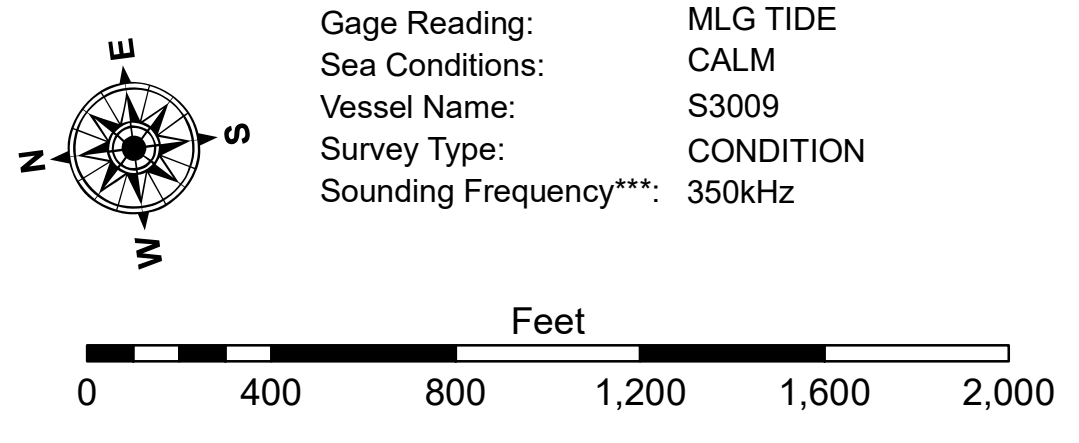 Gage Reading: MLG TIDE
Sea Conditions: CALM
Vessel Name: S3009
Survey Type: CONDITION
Sounding Frequency***: 350kHz
E
N
S
W
Feet
0 400 800 1,200 1,600 2,000